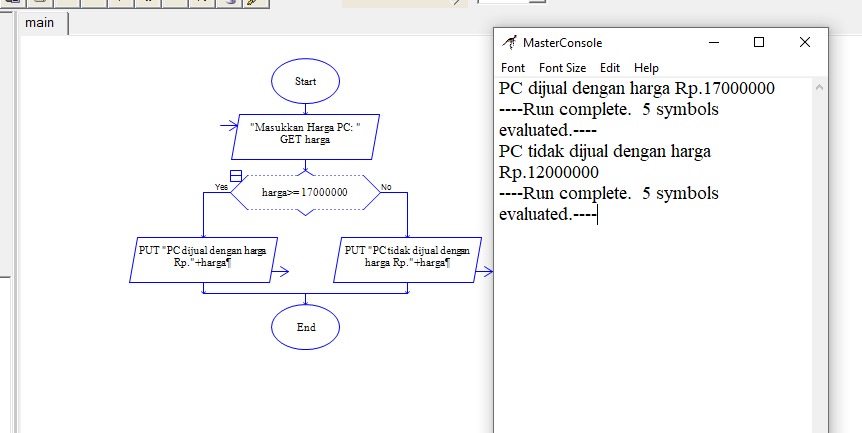 main
Start
"Masukkan Harga PC: "
GET harga
Yes
harga>= 17000000
No
PUT "PC dijual dengan harga
Rp."+harga¶
PUT "PC tidak dijual dengan
harga Rp."+harga¶
End
MasterConsole
Font Font Size Edit Help
PC dijual dengan harga Rp.17000000
----Run complete.  5 symbols
evaluated.----
PC tidak dijual dengan harga
Rp.12000000
----Run complete.  5 symbols
evaluated.----